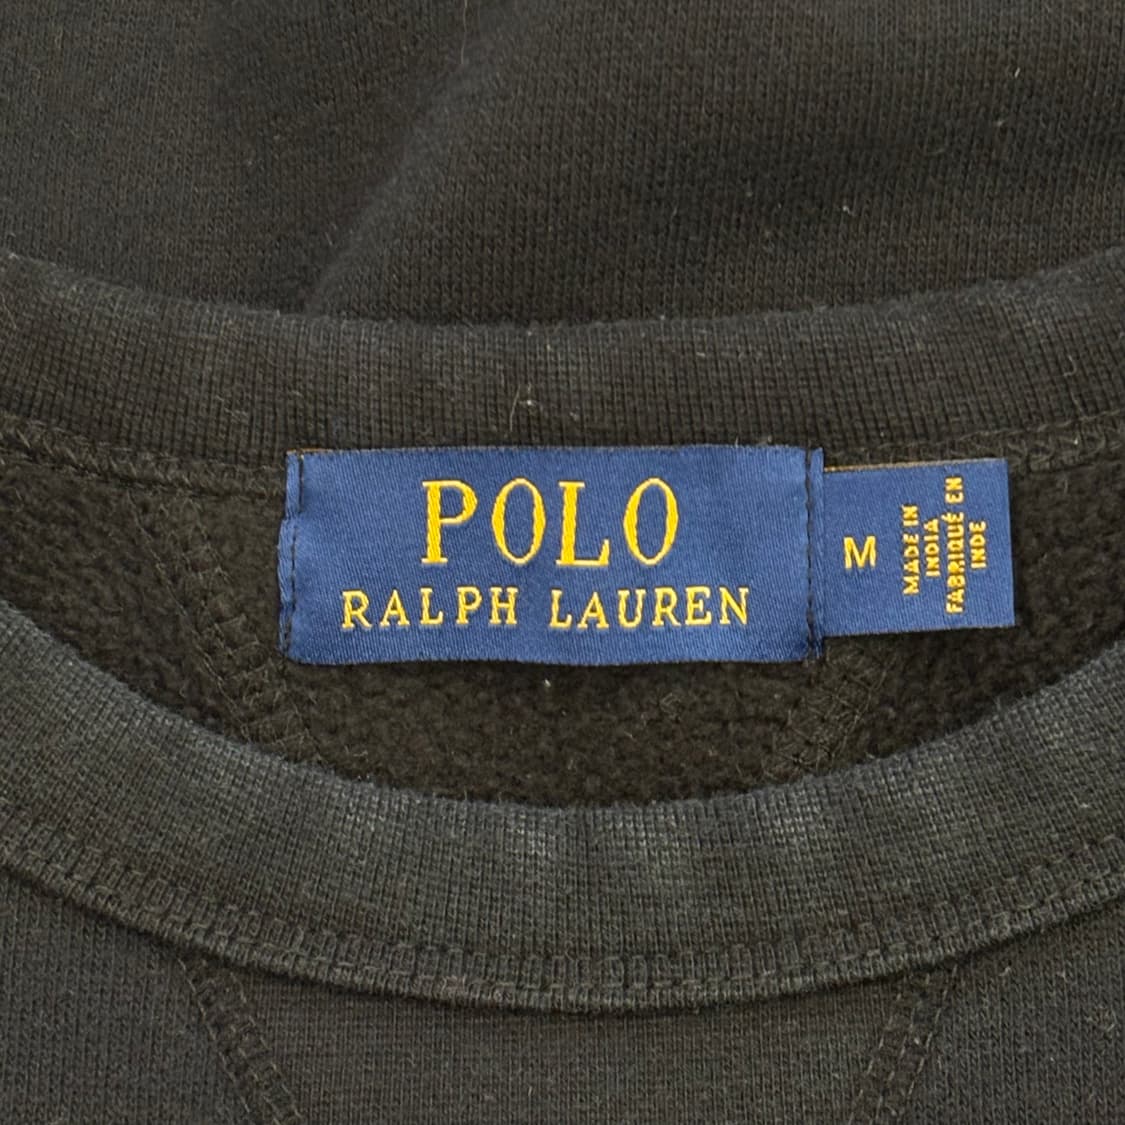 POLO
RALPH LAUREN
M
MADE IN
INDIA
FABRIQUÉ EN
INDE